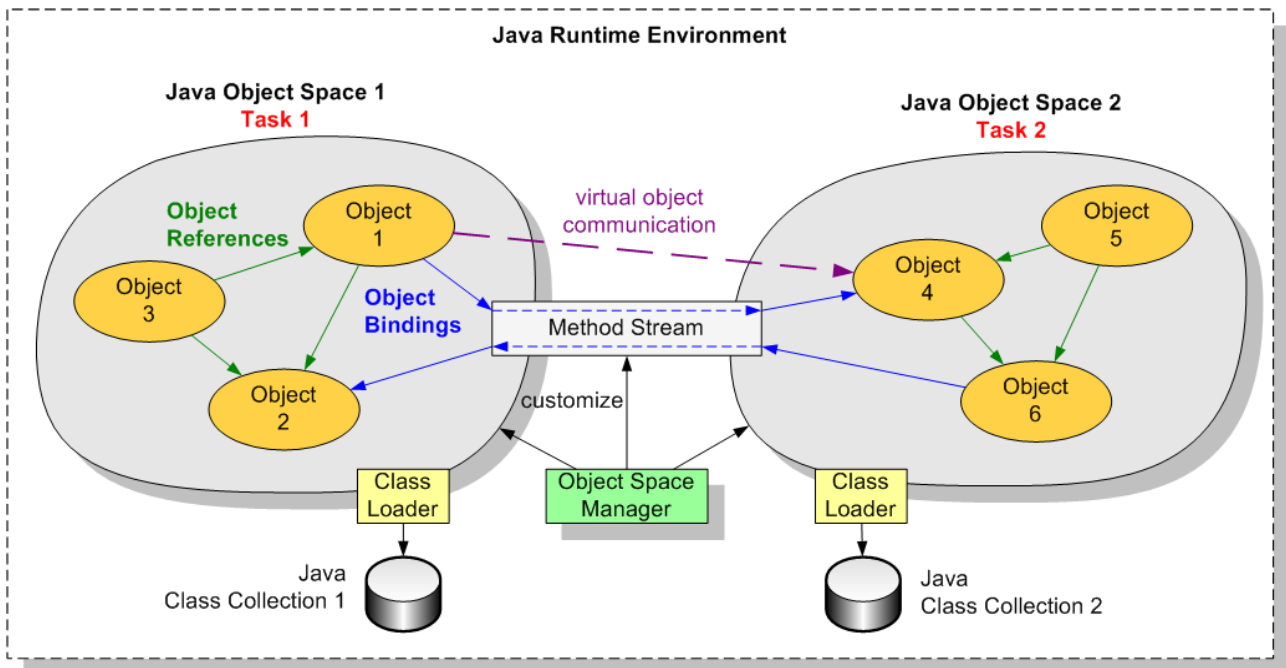 Java Runtime Environment
Java Object Space 1
Task 1
Java Object Space 2
Task 2
Object
References
Object
1
Object
3
Object
2
Object
Bindings
virtual object
communication
Method Stream
Object
5
Object
4
Object
6
customize
Class
Loader
Object Space
Manager
Class
Loader
Java
Class Collection 1
Java
Class Collection 2